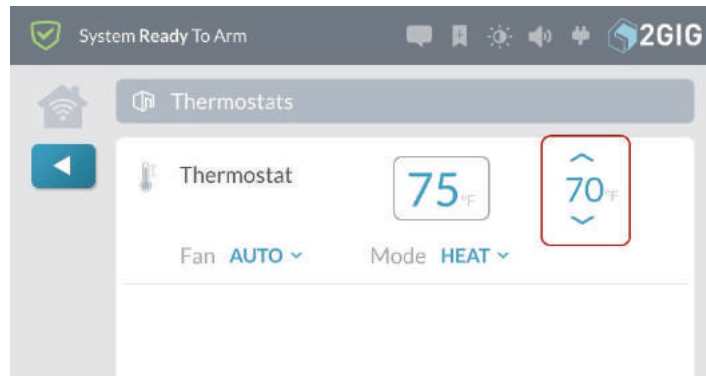 System Ready To Arm
2GIG
Thermostats
Thermostat
75°F
70°F
Fan AUTO
Mode HEAT